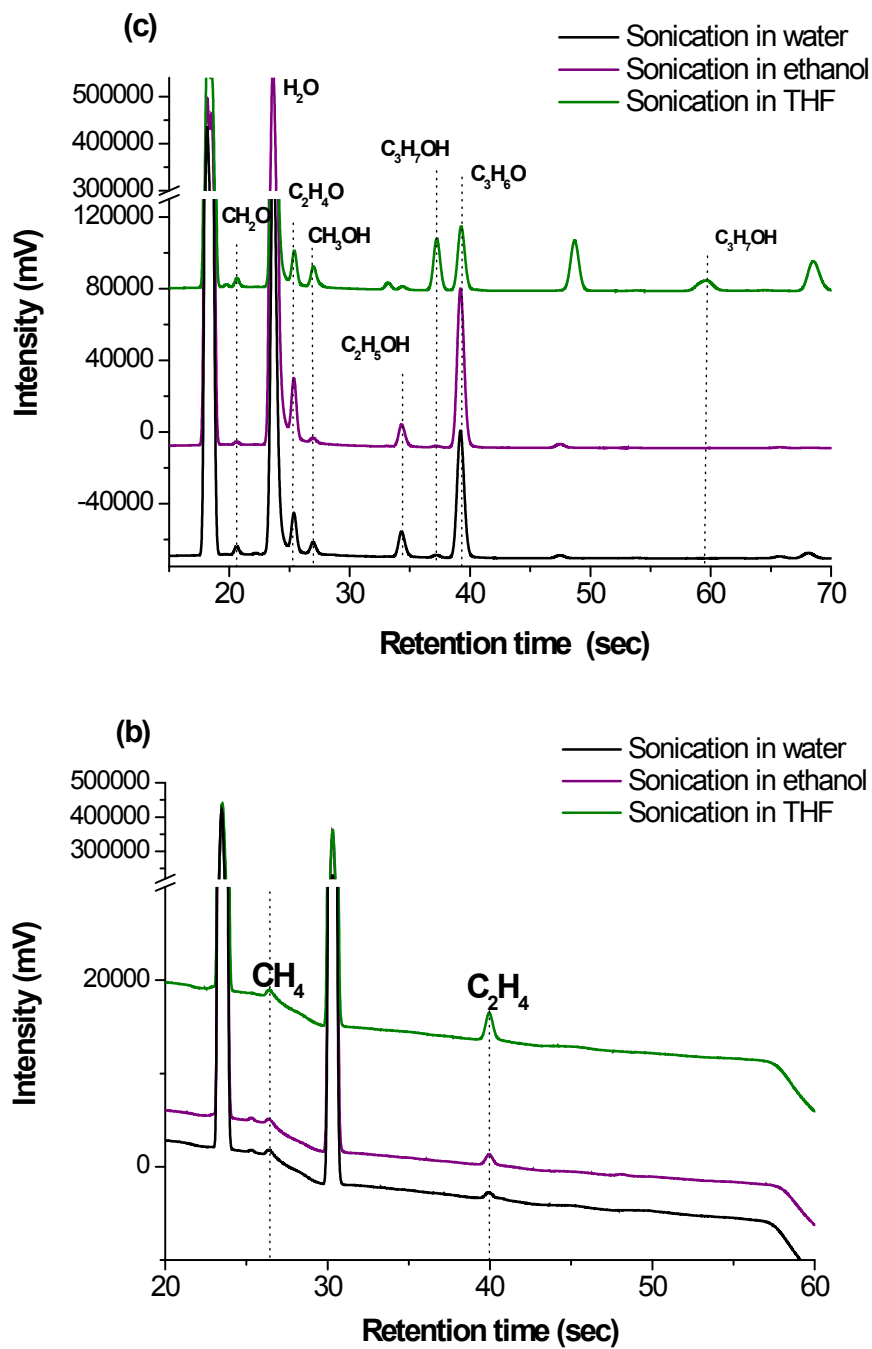 (c)
Sonication in water
Sonication in ethanol
Sonication in THF
H₂O
C₃H₇OH
C₃H₆O
C₂H₄O
CH₂O
CH₃OH
C₃H₇OH
C₂H₅OH
500000
400000
300000
120000
80000
40000
0
-40000
Intensity (mV)
20
30
40
50
60
70
Retention time (sec)
(b)
Sonication in water
Sonication in ethanol
Sonication in THF
500000
400000
300000
20000
0
Intensity (mV)
CH₄
C₂H₄
20
30
40
50
60
Retention time (sec)